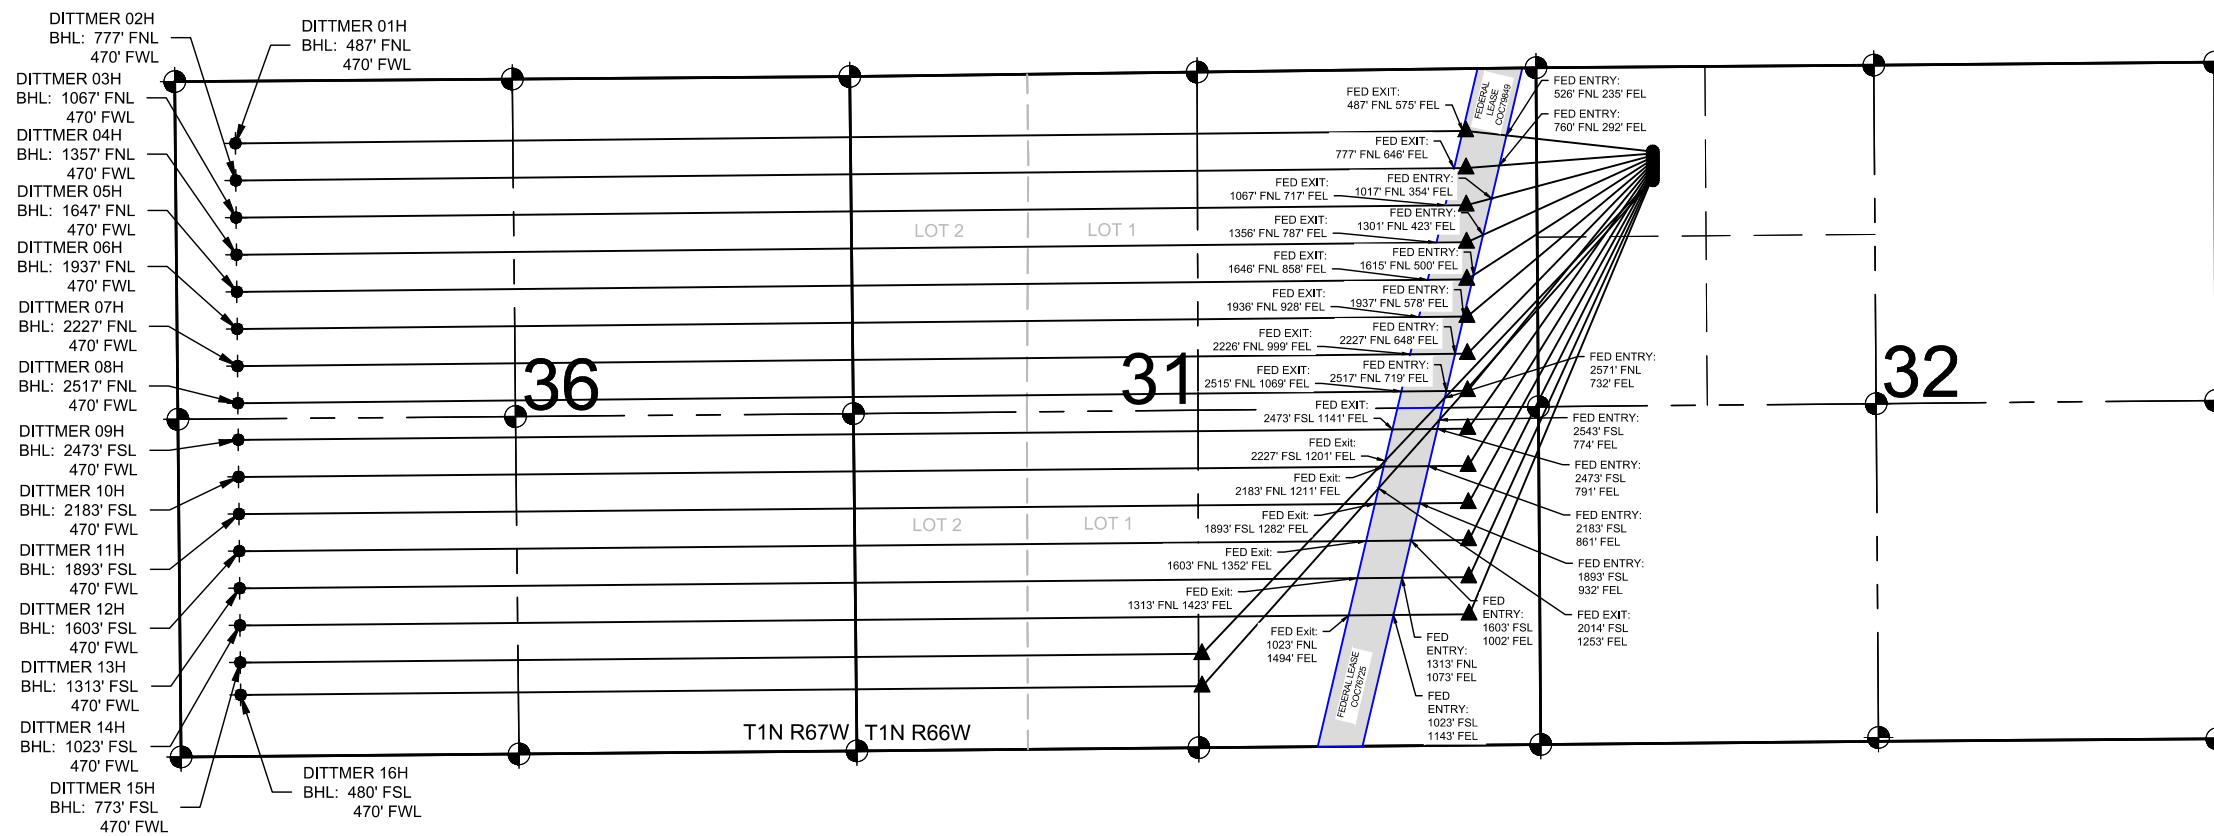 DITTMER 02H
BHL: 777' FNL
470' FWL
DITTMER 01H
BHL: 487' FNL
470' FWL
DITTMER 03H
BHL: 1067' FNL
470' FWL
DITTMER 04H
BHL: 1357' FNL
470' FWL
DITTMER 05H
BHL: 1647' FNL
470' FWL
DITTMER 06H
BHL: 1937' FNL
470' FWL
DITTMER 07H
BHL: 2227' FNL
470' FWL
DITTMER 08H
BHL: 2517' FNL
470' FWL
DITTMER 09H
BHL: 2473' FSL
470' FWL
DITTMER 10H
BHL: 2183' FSL
470' FWL
DITTMER 11H
BHL: 1893' FSL
470' FWL
DITTMER 12H
BHL: 1603' FSL
470' FWL
DITTMER 13H
BHL: 1313' FSL
470' FWL
DITTMER 14H
BHL: 1023' FSL
470' FWL
DITTMER 15H
BHL: 773' FSL
470' FWL
DITTMER 16H
BHL: 480' FSL
470' FWL
36
31
32
LOT 2
LOT 1
LOT 2
LOT 1
T1N R67W
T1N R66W
FEDERAL
LEASE
COC79849
FEDERAL LEASE
COC76725
FED EXIT:
487' FNL 575' FEL
FED EXIT:
777' FNL 646' FEL
FED EXIT:
1067' FNL 717' FEL
FED EXIT:
1356' FNL 787' FEL
FED EXIT:
1646' FNL 858' FEL
FED EXIT:
1936' FNL 928' FEL
FED EXIT:
2226' FNL 999' FEL
FED EXIT:
2515' FNL 1069' FEL
FED EXIT:
2473' FSL 1141' FEL
FED Exit:
2227' FSL 1201' FEL
FED Exit:
2183' FNL 1211' FEL
FED Exit:
1893' FSL 1282' FEL
FED Exit:
1603' FNL 1352' FEL
FED Exit:
1313' FNL 1423' FEL
FED Exit:
1023' FNL
1494' FEL
FED ENTRY:
526' FNL 235' FEL
FED ENTRY:
760' FNL 292' FEL
FED ENTRY:
1017' FNL 354' FEL
FED ENTRY:
1301' FNL 423' FEL
FED ENTRY:
1615' FNL 500' FEL
FED ENTRY:
1937' FNL 578' FEL
FED ENTRY:
2227' FNL 648' FEL
FED ENTRY:
2517' FNL 719' FEL
FED ENTRY:
2571' FNL
732' FEL
FED ENTRY:
2543' FSL
774' FEL
FED ENTRY:
2473' FSL
791' FEL
FED ENTRY:
2183' FSL
861' FEL
FED ENTRY:
1893' FSL
932' FEL
FED EXIT:
2014' FSL
1253' FEL
FED
ENTRY:
1603' FSL
1002' FEL
FED
ENTRY:
1313' FNL
1073' FEL
FED
ENTRY:
1023' FSL
1143' FEL